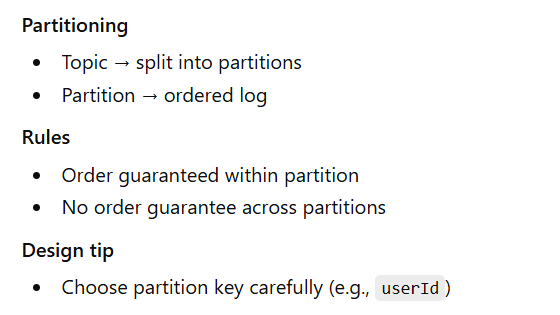 Partitioning
• Topic → split into partitions
• Partition → ordered log
Rules
• Order guaranteed within partition
• No order guarantee across partitions
Design tip
• Choose partition key carefully (e.g., userId)